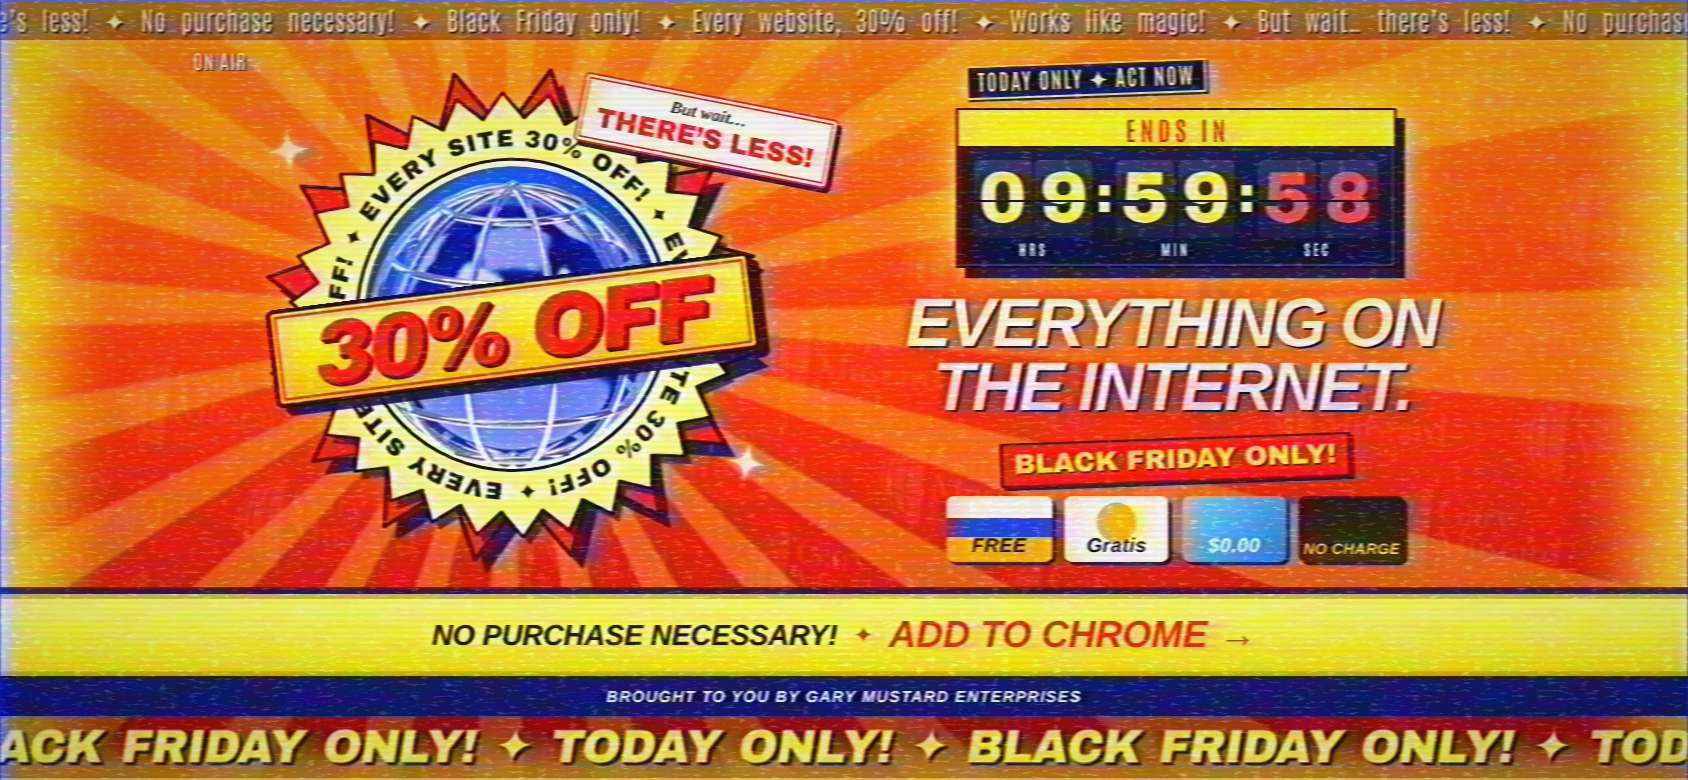 's less! ✦ No purchase necessary! ✦ Black Friday only! ✦ Every website, 30% off! ✦ Works like magic! ✦ But wait… there's less! ✦ No
ON AIR
EVERY SITE 30% OFF! ✦
EVERY SITE 30% OFF! ✦
But wait...
THERE'S LESS!
30% OFF
TODAY ONLY ✦ ACT NOW
ENDS IN
09:59:58
HRS MIN SEC
EVERYTHING ON
THE INTERNET.
BLACK FRIDAY ONLY!
FREE Gratis $0.00 NO CHARGE
NO PURCHASE NECESSARY! ✦ ADD TO CHROME →
BROUGHT TO YOU BY GARY MUSTARD ENTERPRISES
ACK FRIDAY ONLY! ✦ TODAY ONLY! ✦ BLACK FRIDAY ONLY! ✦ TOD